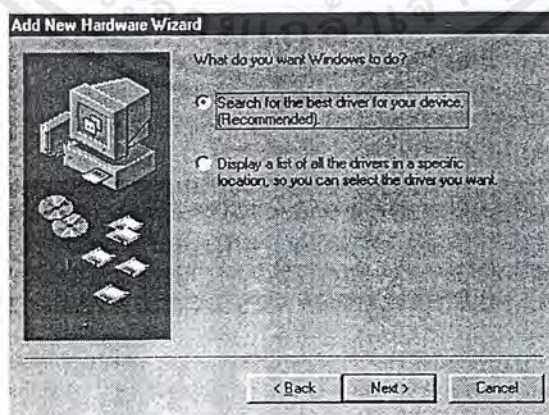 Add New Hardware Wizard
What do you want Windows to do?
Search for the best driver for your device.
(Recommended).
Display a list of all the drivers in a specific
location, so you can select the driver you want.
< Back
Next >
Cancel